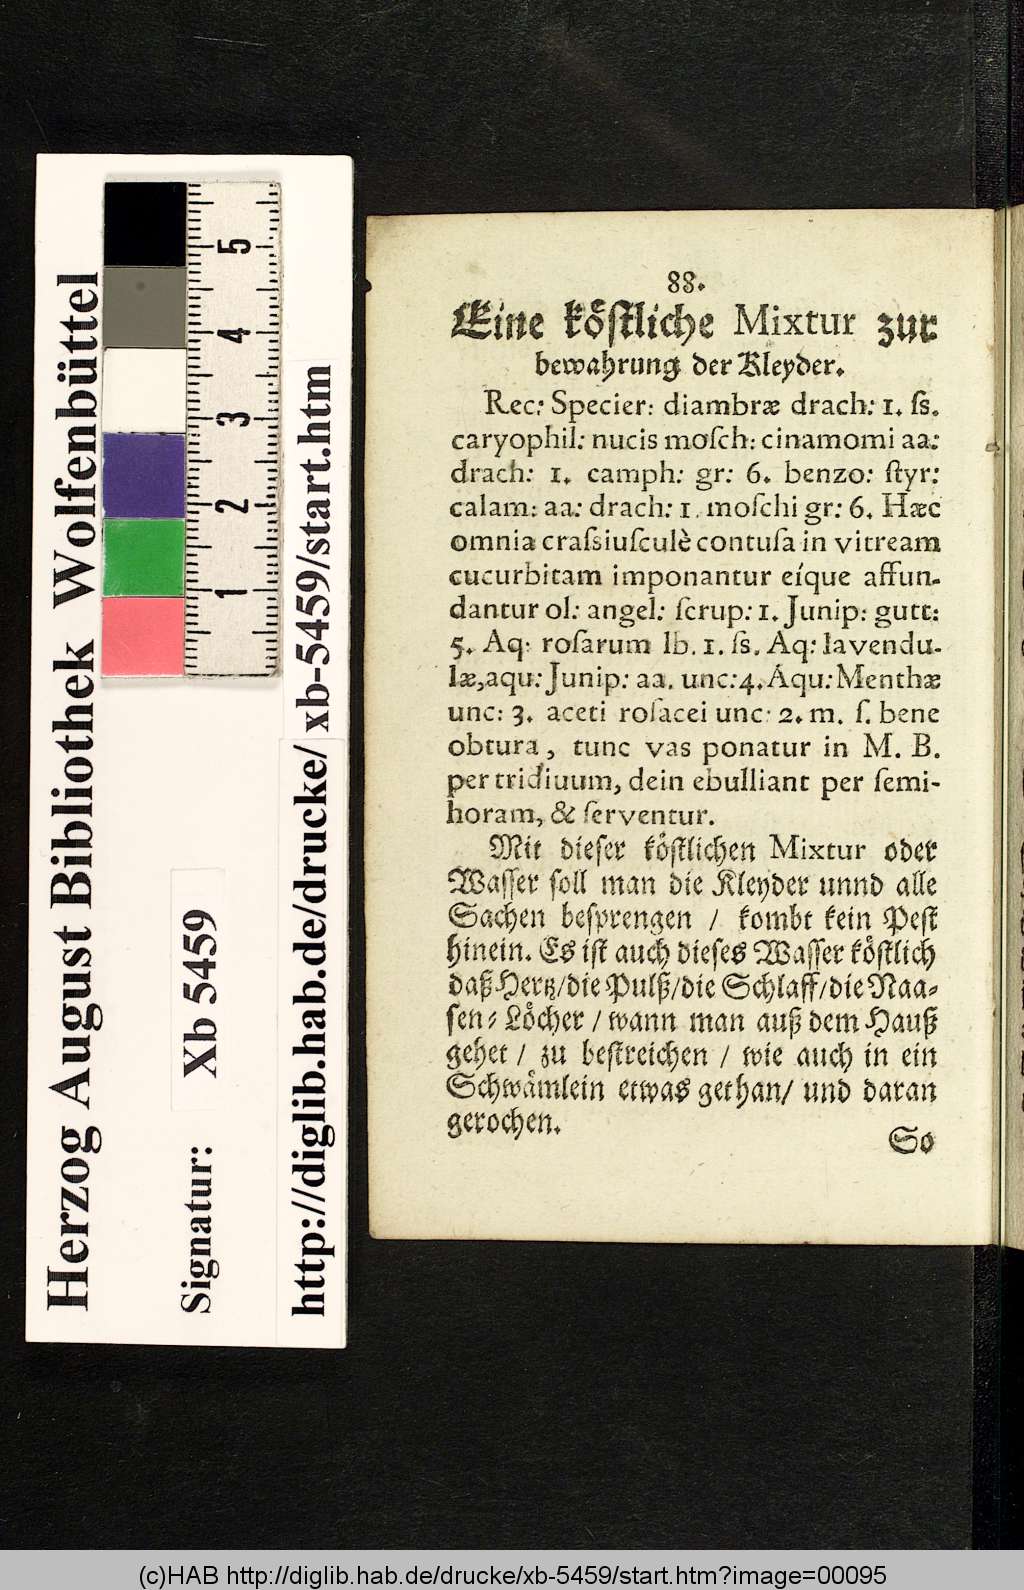 Herzog August Bibliothek Wolfenbüttel
Signatur: Xb 5459
http://diglib.hab.de/drucke/xb-5459/start.htm
5
4
3
2
1
88.
Eine köſtliche Mixtur zur
bewahrung der Kleyder.
Rec: Specier: diambræ drach: 1. ſs.
caryophil: nucis moſch: cinamomi aa:
drach: 1. camph: gr: 6. benzo: ſtyr:
calam: aa: drach: 1. moſchi gr: 6. Hæc
omnia craſsiuſculè contuſa in vitream
cucurbitam imponantur eíque affun-
dantur ol: angel: ſcrup: 1. Junip: gutt:
5. Aq: roſarum lb. 1. ſs. Aq: lavendu-
læ, aqu: Junip: aa. unc: 4. Aqu: Menthæ
unc: 3. aceti roſacei unc: 2. m. ſ. bene
obtura, tunc vas ponatur in M. B.
per triduum, dein ebulliant per ſemi-
horam, & ſerventur.
Mit dieſer köſtlichen Mixtur oder
Waſſer ſoll man die Kleyder unnd alle
Sachen beſprengen / kombt kein Peſt
hinein. Es iſt auch dieſes Waſſer köſtlich
daß Hertz/die Pulß/die Schlaff/die Naa-
ſen-Löcher / wann man auß dem Hauß
gehet / zu beſtreichen / wie auch in ein
Schwämlein etwas gethan/ und daran
gerochen.
So
(c)HAB http://diglib.hab.de/drucke/xb-5459/start.htm?image=00095